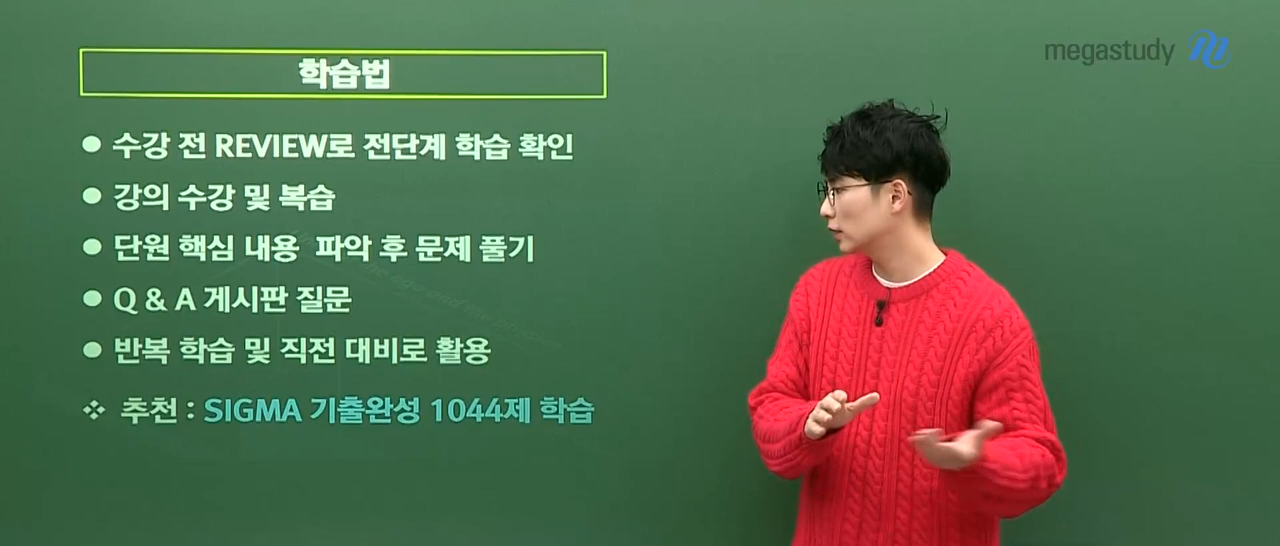 megastudy
학습법
● 수강 전 REVIEW로 전단계 학습 확인
● 강의 수강 및 복습
● 단원 핵심 내용 파악 후 문제 풀기
● Q & A 게시판 질문
● 반복 학습 및 직전 대비로 활용
❖ 추천 : SIGMA 기출완성 1044제 학습